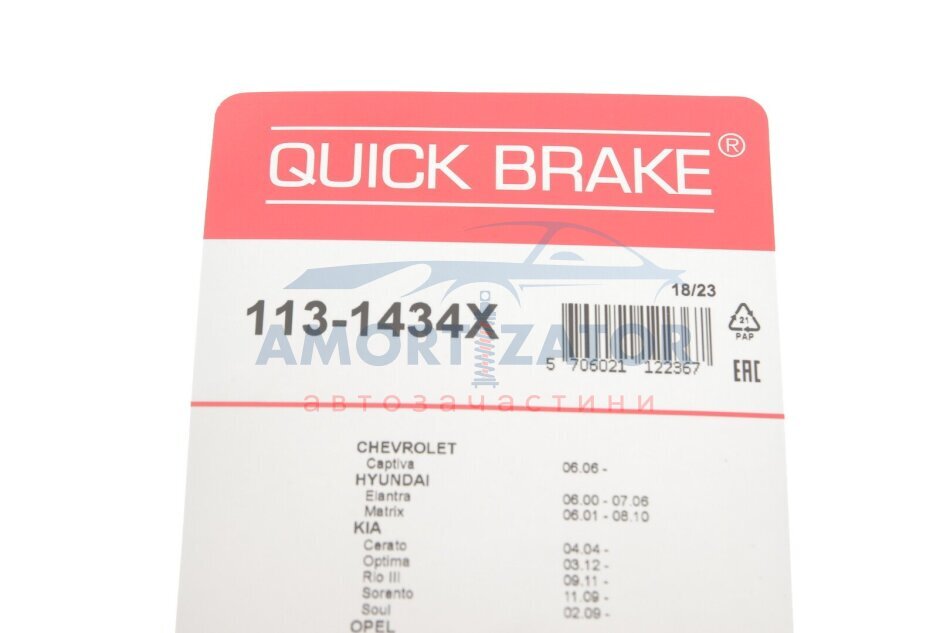 QUICK BRAKE®
18/23
113-1434X
21
PAP
AMORTIZATOR
5 706021 122367
EAC
автозачастини
CHEVROLET
Captiva 06.06 -
HYUNDAI
Elantra 06.00 - 07.06
Matrix 06.01 - 08.10
KIA
Cerato 04.04 -
Optima 03.12 -
Rio III 09.11 -
Sorento 11.09 -
Soul 02.09 -
OPEL